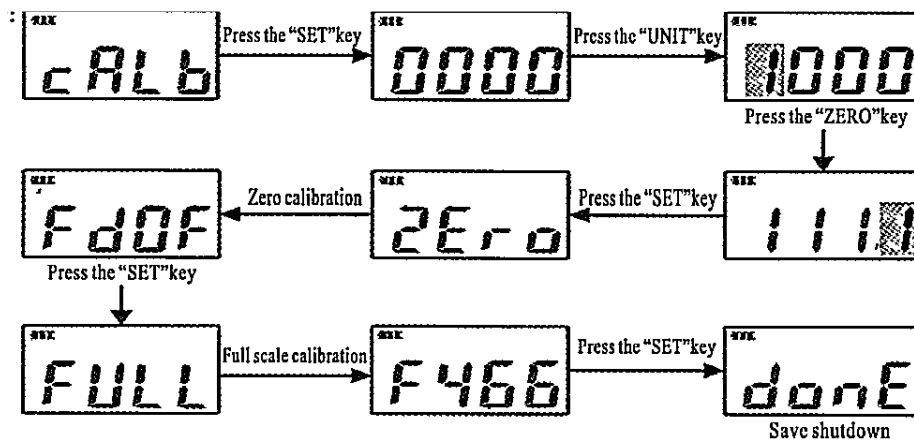 :
cALb
Press the “SET”key
0000
Press the “UNIT”key
1000
Press the “ZERO”key
1111
Press the “SET”key
2Ero
Zero calibration
Fd0F
Press the “SET”key
FULL
Full scale calibration
F466
Press the “SET”key
donE
Save shutdown